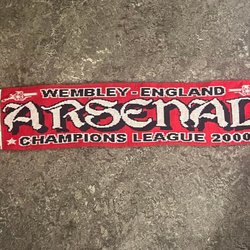 WEMBLEY - ENGLAND
ARSENAL
CHAMPIONS LEAGUE 2000